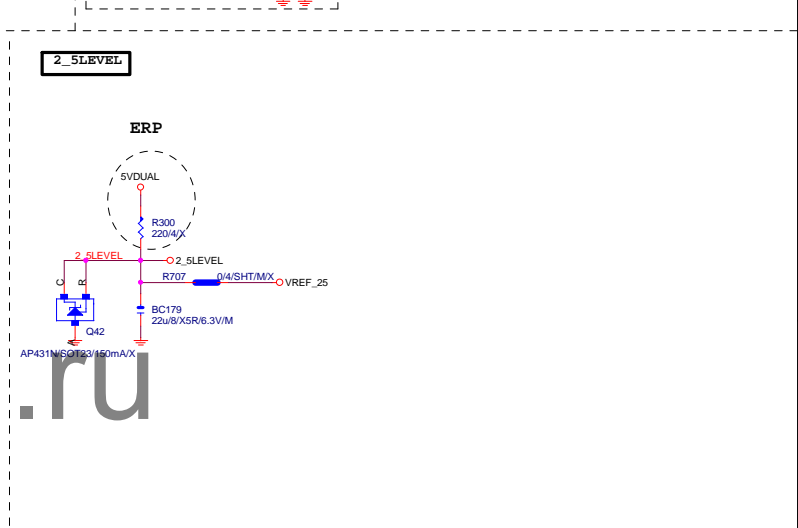 2_5LEVEL
ERP
5VDUAL
R300
220/4/X
2_5LEVEL
2_5LEVEL
R707
0/4/SHT/M/X
VREF_25
C
R
BC179
22u/8/X5R/6.3V/M
Q42
A
AP431N/SOT23/150mA/X
.ru